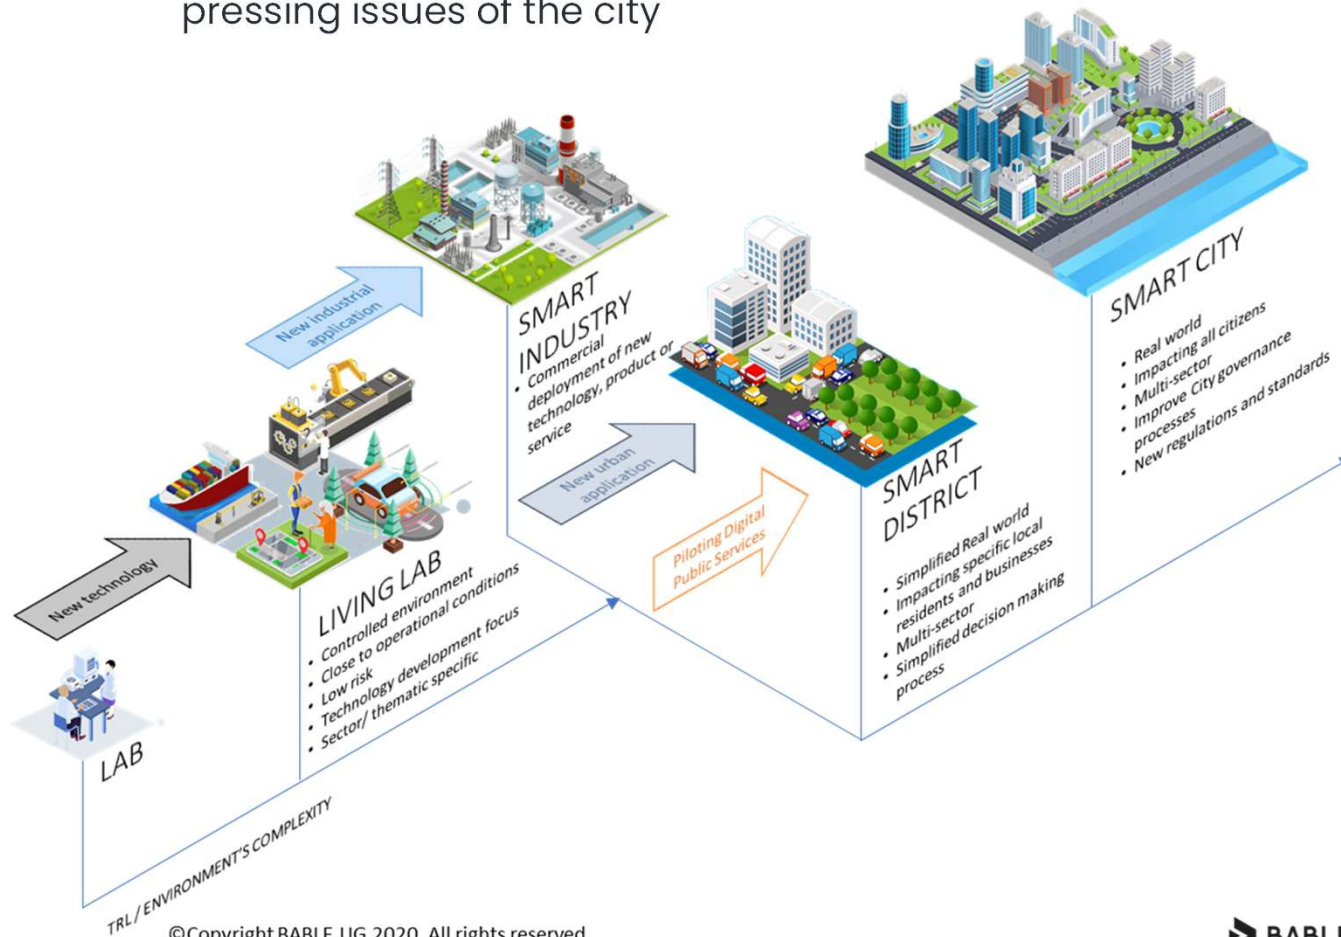 pressing issues of the city
SMART CITY
• Real world
• Impacting all citizens
• Multi-sector
• Improve City governance
processes
• New regulations and standards
New industrial
application
SMART
INDUSTRY
• Commercial
deployment of new
technology, product or
service
New urban
application
SMART
DISTRICT
• Simplified Real world
• Impacting specific local
residents and businesses
• Multi-sector
• Simplified decision making
process
Piloting Digital
Public Services
New technology
LIVING LAB
• Controlled environment
• Close to operational conditions
• Low risk
• Technology development focus
• Sector/ thematic specific
LAB
TRL / ENVIRONMENT'S COMPLEXITY
©Copyright BABLE UG 2020. All rights reserved
BABLE